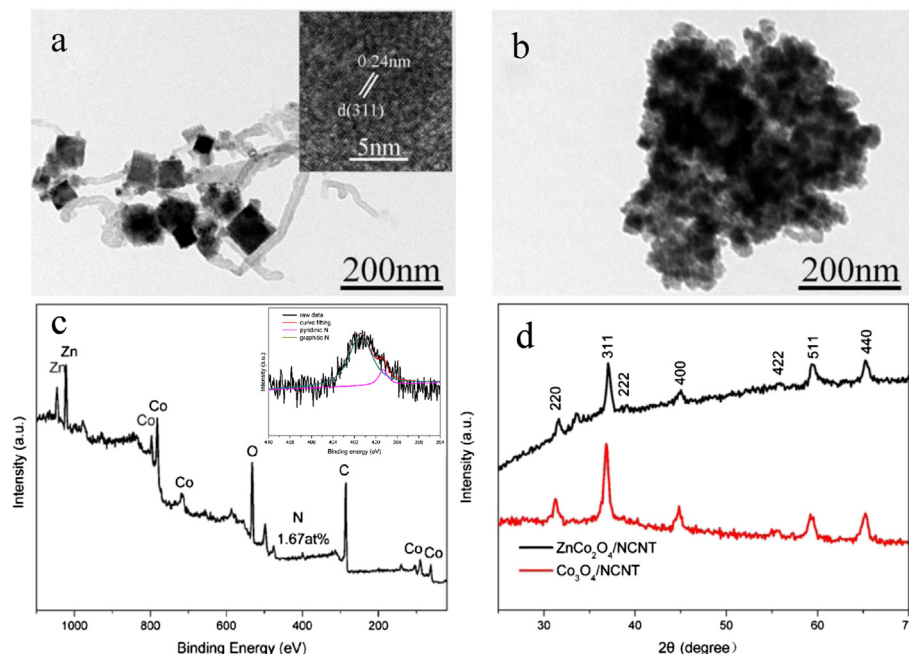 a
0.24nm
d(311)
5nm
200nm
b
200nm
c
Zn
Zn
Co
Co
Co
O
N
1.67at%
C
Co
Co
raw data
curve fitting
pyridinic N
graphitic N
Intensity (a.u.)
Binding energy (eV)
Intensity (a.u.)
1000 800 600 400 200
Binding Energy (eV)
d
220
311
222
400
422
511
440
ZnCo₂O₄/NCNT
Co₃O₄/NCNT
Intensity (a.u.)
30 40 50 60 70
2θ (degree)